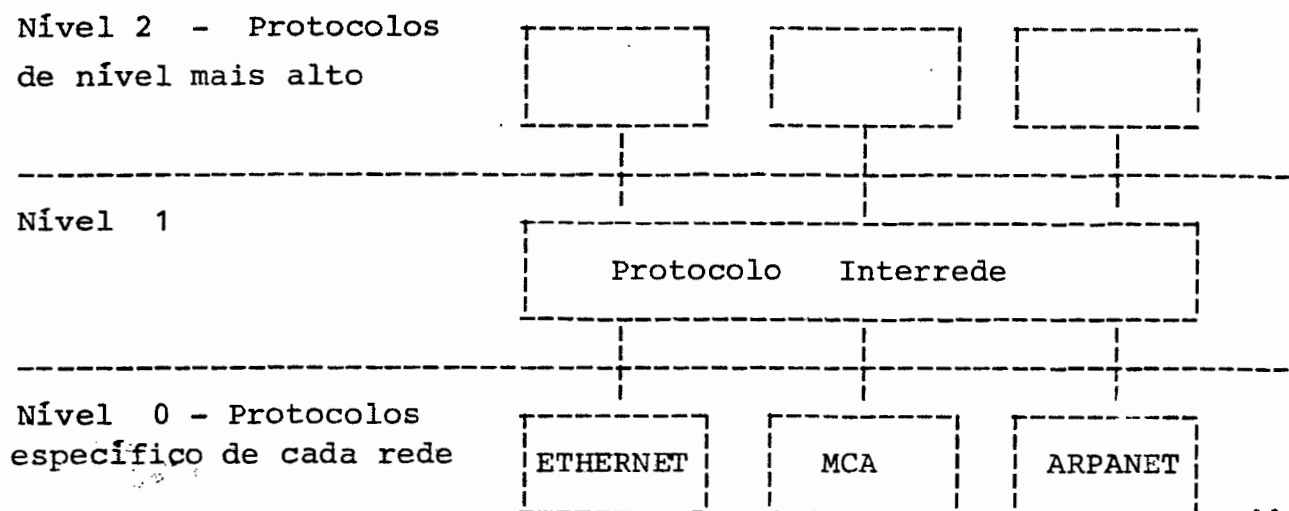 Nível 2 - Protocolos
de nível mais alto
Nível 1
Protocolo Interrede
Nível 0 - Protocolos
específico de cada rede
ETHERNET MCA ARPANET